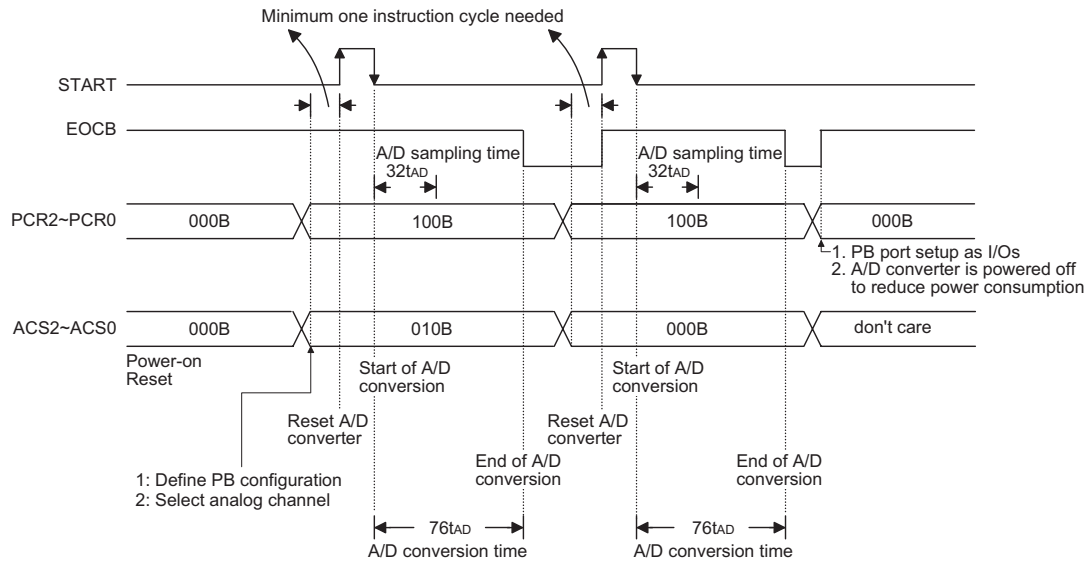 Minimum one instruction cycle needed
START
EOCB
A/D sampling time
32tAD
A/D sampling time
32tAD
PCR2~PCR0
000B
100B
100B
000B
1. PB port setup as I/Os
2. A/D converter is powered off
to reduce power consumption
ACS2~ACS0
000B
010B
000B
don't care
Power-on
Reset
Start of A/D
conversion
Start of A/D
conversion
Reset A/D
converter
Reset A/D
converter
1: Define PB configuration
2: Select analog channel
End of A/D
conversion
End of A/D
conversion
76tAD
A/D conversion time
76tAD
A/D conversion time